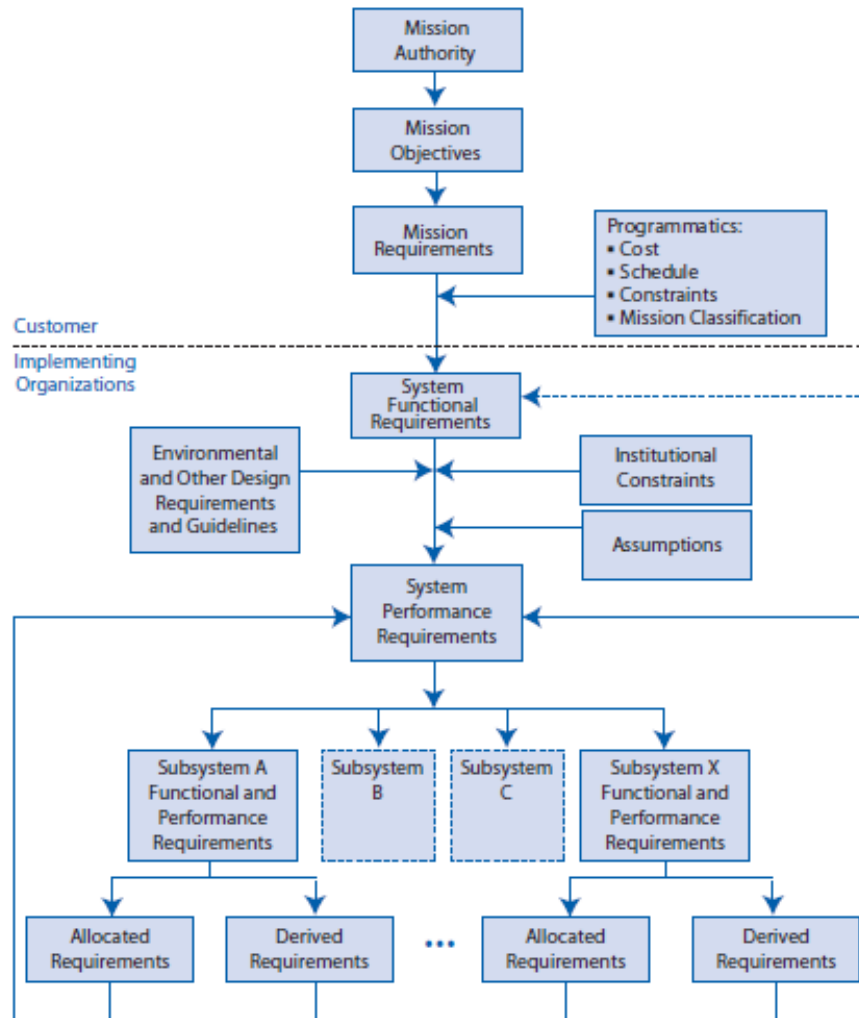 Mission
Authority
Mission
Objectives
Mission
Requirements
Programmatics:
▪ Cost
▪ Schedule
▪ Constraints
▪ Mission Classification
Customer
Implementing
Organizations
System
Functional
Requirements
Environmental
and Other Design
Requirements
and Guidelines
Institutional
Constraints
Assumptions
System
Performance
Requirements
Subsystem A
Functional and
Performance
Requirements
Subsystem
B
Subsystem
C
Subsystem X
Functional and
Performance
Requirements
Allocated
Requirements
Derived
Requirements
•••
Allocated
Requirements
Derived
Requirements